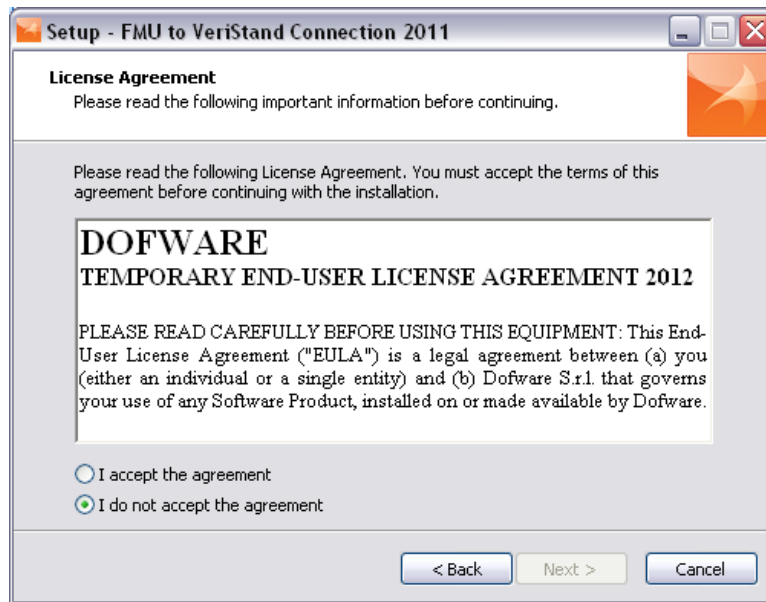 Setup - FMU to VeriStand Connection 2011
License Agreement
Please read the following important information before continuing.
Please read the following License Agreement. You must accept the terms of this
agreement before continuing with the installation.
DOFWARE
TEMPORARY END-USER LICENSE AGREEMENT 2012
PLEASE READ CAREFULLY BEFORE USING THIS EQUIPMENT: This End-
User License Agreement ("EULA") is a legal agreement between (a) you
(either an individual or a single entity) and (b) Dofware S.r.l. that governs
your use of any Software Product, installed on or made available by Dofware.
I accept the agreement
I do not accept the agreement
< Back Next > Cancel